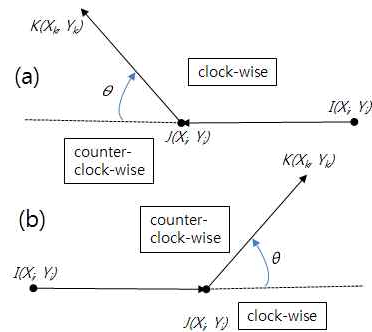 K(Xk, Yk)
(a)
clock-wise
θ
I(Xi, Yi)
J(Xj, Yj)
counter-
clock-wise
K(Xk, Yk)
(b)
counter-
clock-wise
I(Xi, Yi)
θ
J(Xj, Yj)
clock-wise